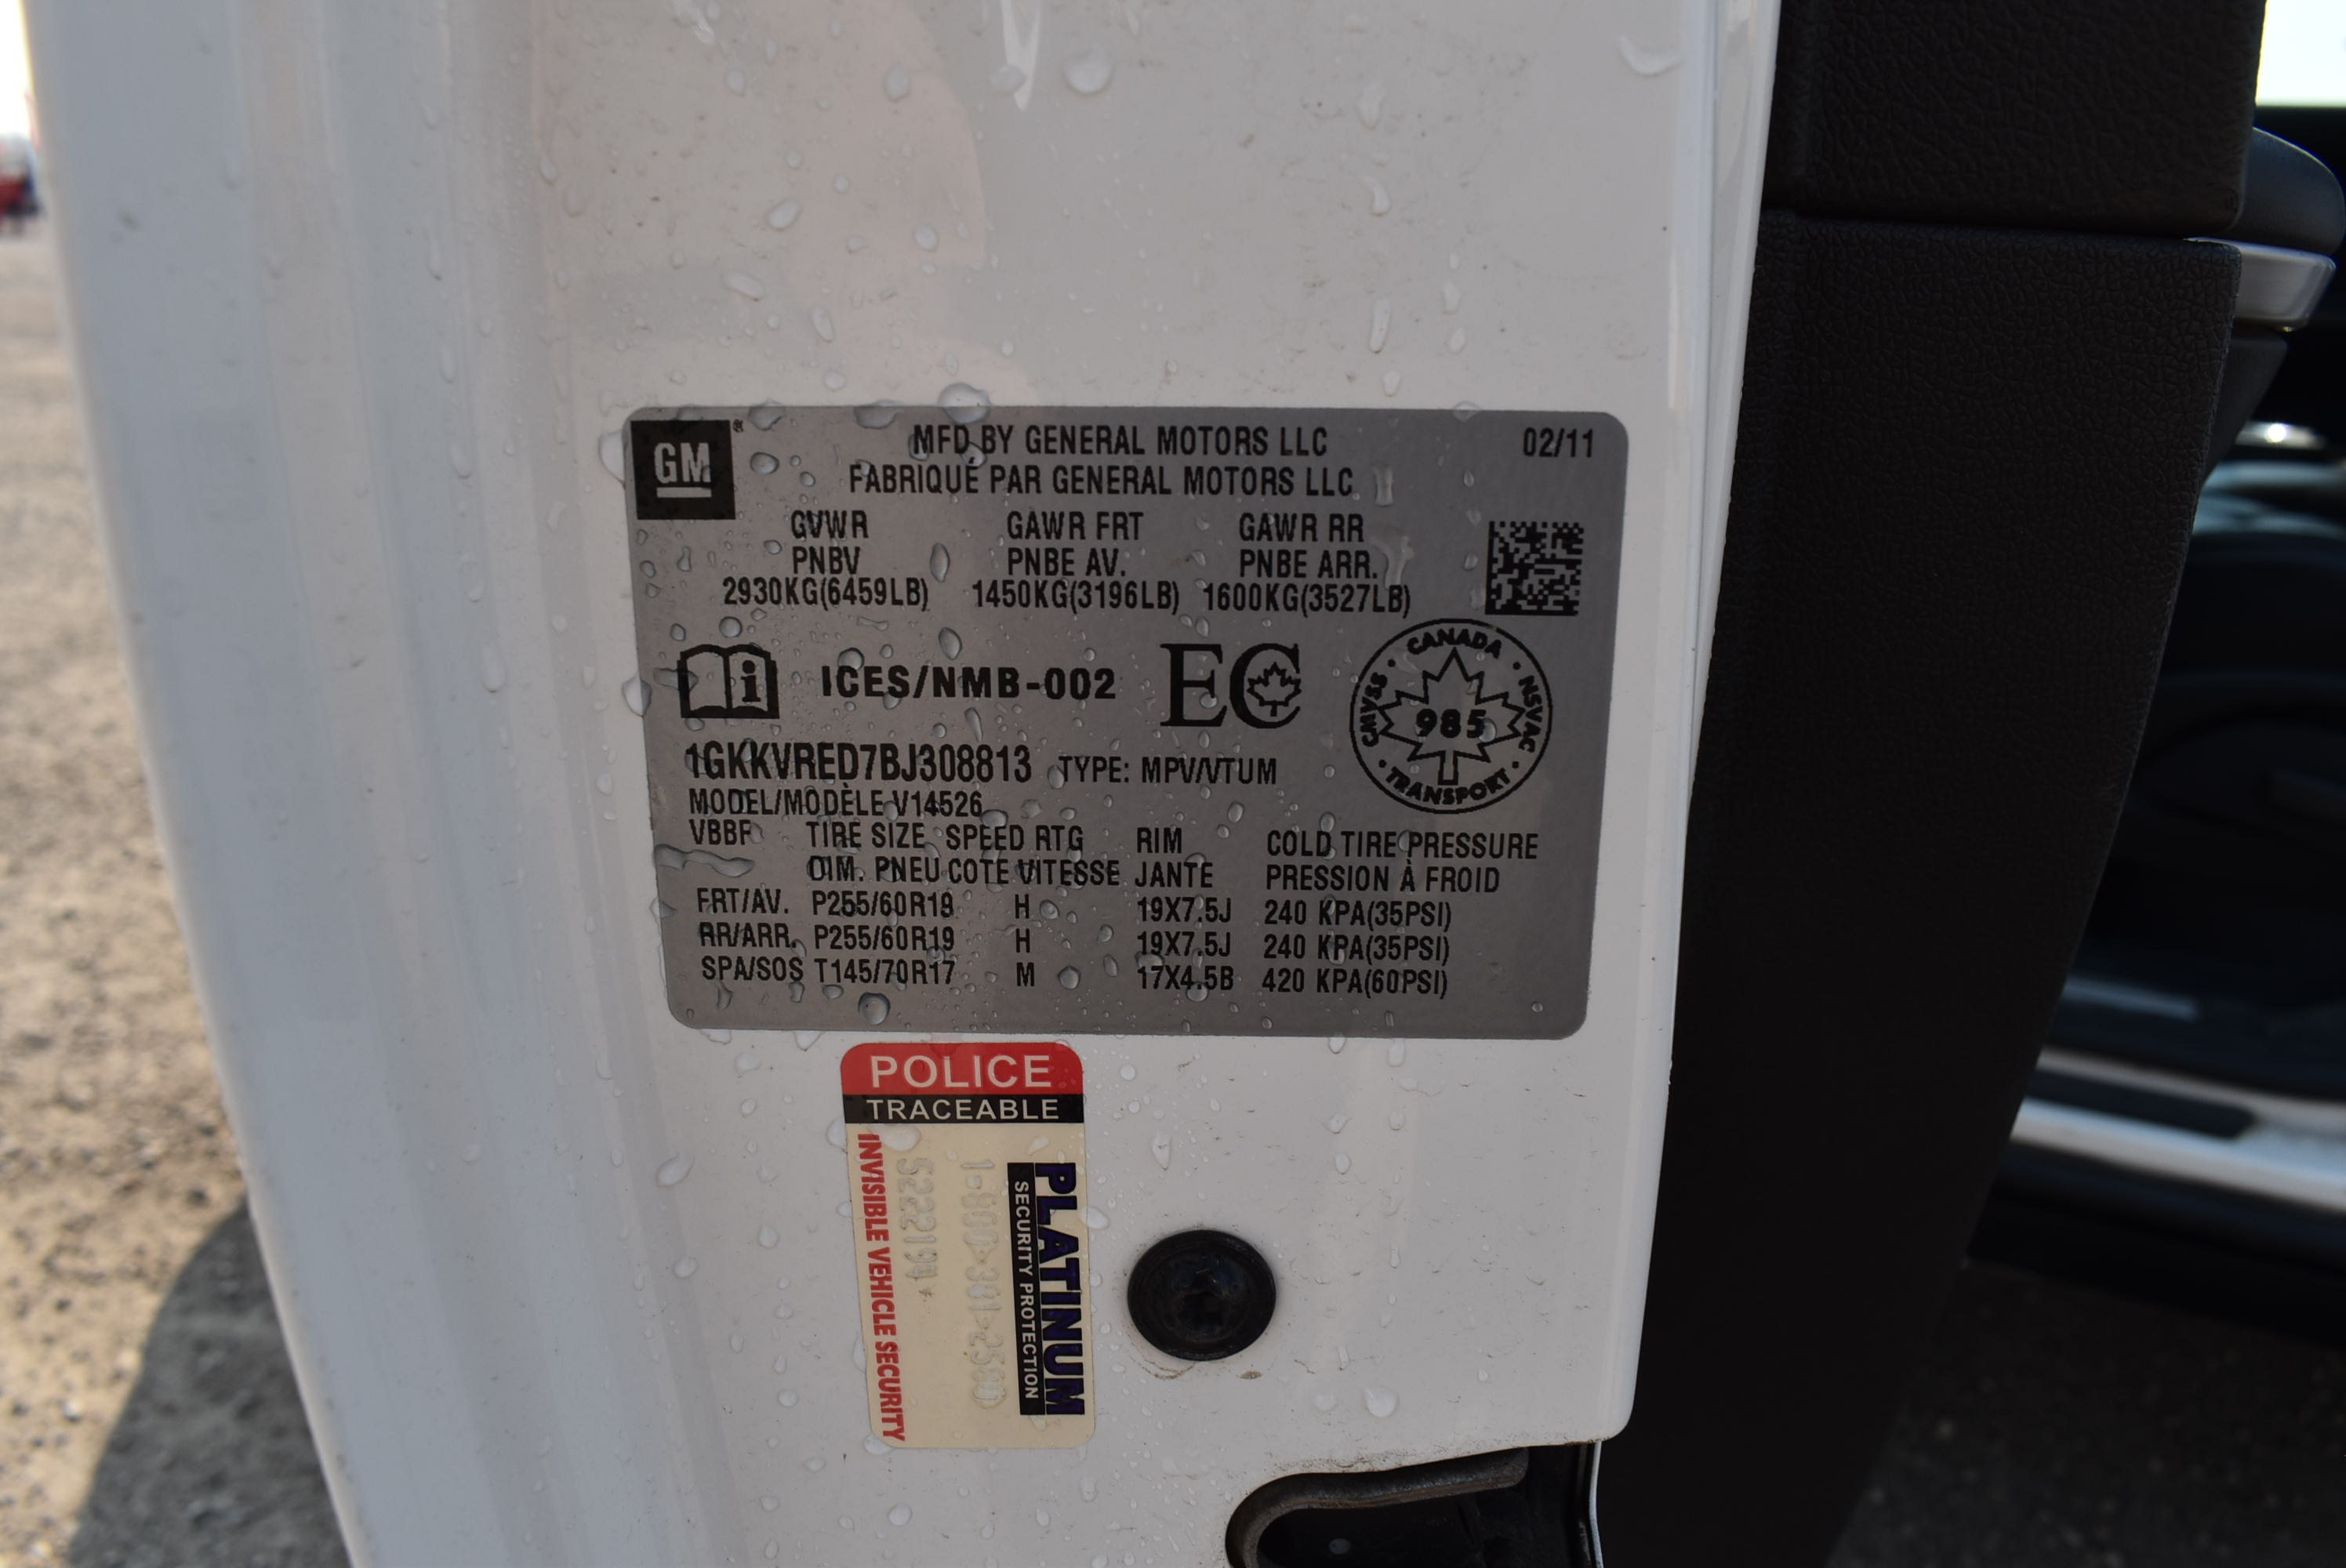 GM
MFD BY GENERAL MOTORS LLC 02/11
FABRIQUÉ PAR GENERAL MOTORS LLC
GVWR GAWR FRT GAWR RR
PNBV PNBE AV. PNBE ARR.
2930KG(6459LB) 1450KG(3196LB) 1600KG(3527LB)
ICES/NMB-002 EC
CANADA
CMVSS 985 NSVAC
TRANSPORT
1GKKVRED7BJ308813 TYPE: MPV/VTUM
MODEL/MODÈLE V14526
VBBF TIRE SIZE SPEED RTG RIM COLD TIRE PRESSURE
DIM. PNEU COTE VITESSE JANTE PRESSION À FROID
FRT/AV. P255/60R19 H 19X7.5J 240 KPA(35PSI)
RR/ARR. P255/60R19 H 19X7.5J 240 KPA(35PSI)
SPA/SOS T145/70R17 M 17X4.5B 420 KPA(60PSI)
POLICE
TRACEABLE
PLATINUM
SECURITY PROTECTION
INVISIBLE VEHICLE SECURITY